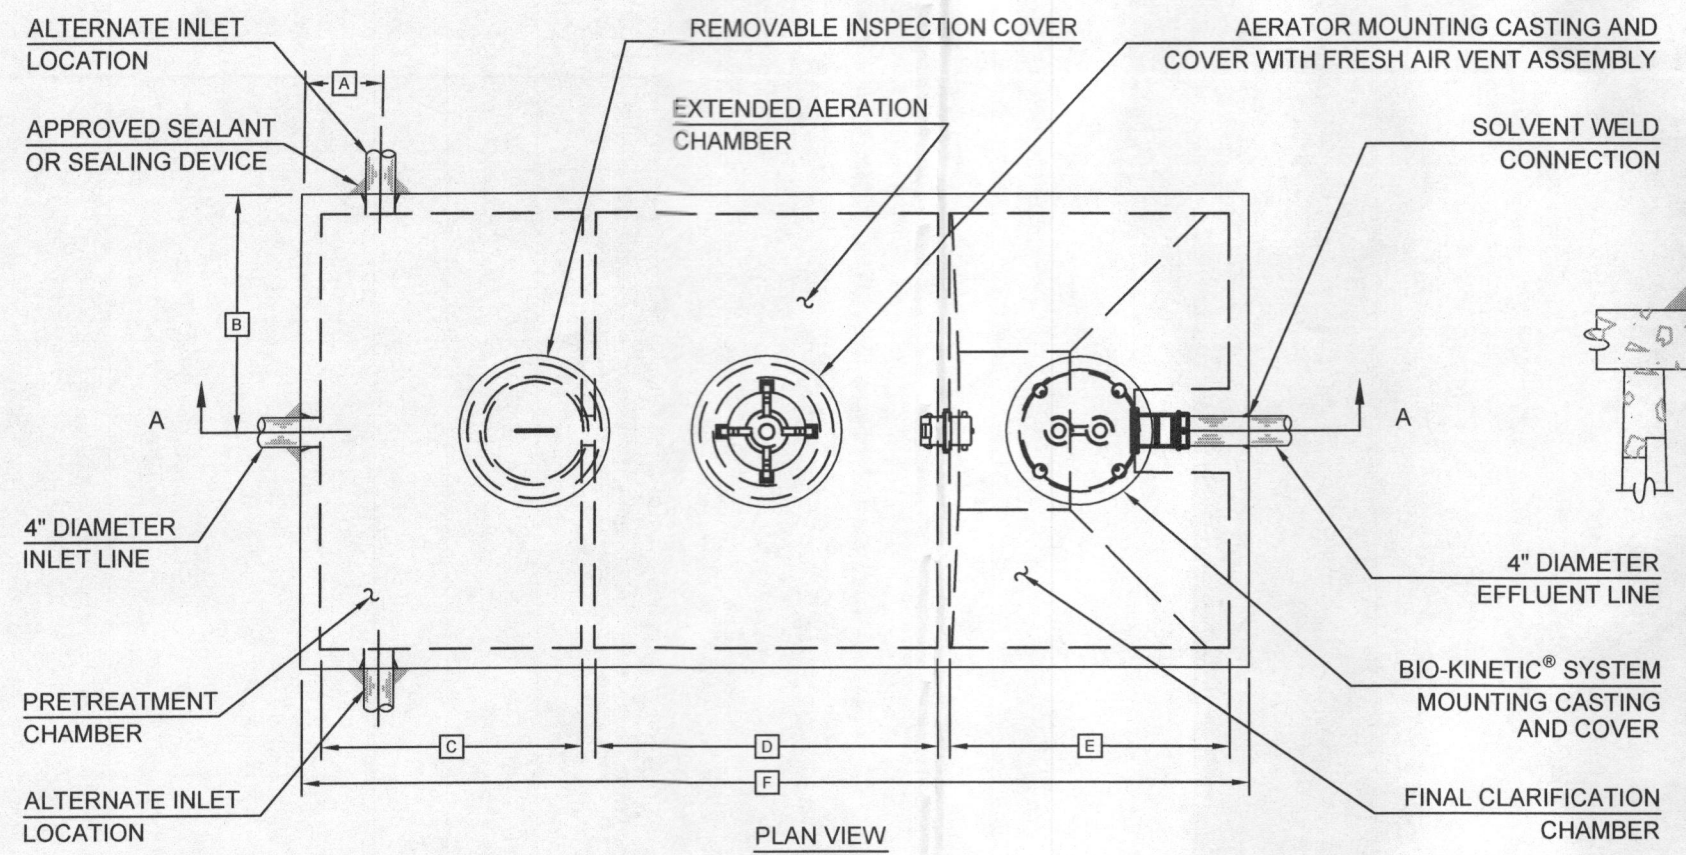 ALTERNATE INLET
LOCATION
REMOVABLE INSPECTION COVER
AERATOR MOUNTING CASTING AND
COVER WITH FRESH AIR VENT ASSEMBLY
A
EXTENDED AERATION
CHAMBER
APPROVED SEALANT
OR SEALING DEVICE
SOLVENT WELD
CONNECTION
B
A
A
4" DIAMETER
INLET LINE
4" DIAMETER
EFFLUENT LINE
PRETREATMENT
CHAMBER
BIO-KINETIC® SYSTEM
MOUNTING CASTING
AND COVER
C
D
E
F
ALTERNATE INLET
LOCATION
FINAL CLARIFICATION
CHAMBER
PLAN VIEW